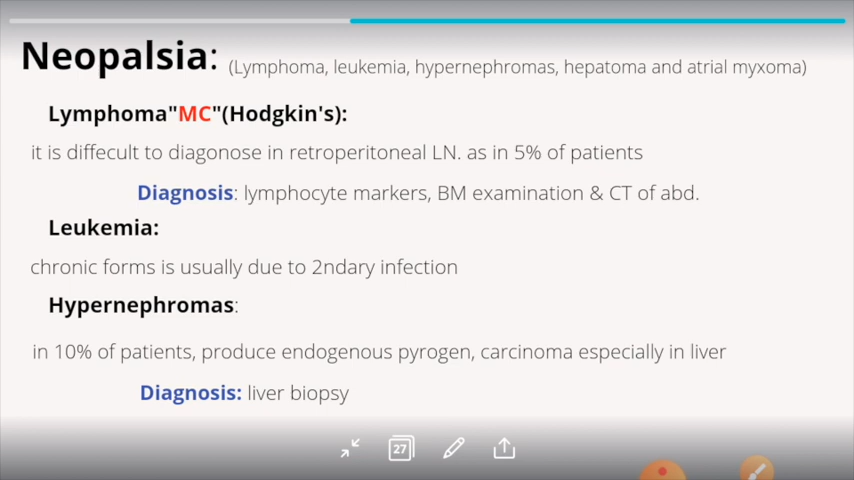 Neopalsia: (Lymphoma, leukemia, hypernephromas, hepatoma and atrial myxoma)
Lymphoma"MC"(Hodgkin's):
it is diffecult to diagonose in retroperitoneal LN. as in 5% of patients
Diagnosis: lymphocyte markers, BM examination & CT of abd.
Leukemia:
chronic forms is usually due to 2ndary infection
Hypernephromas:
in 10% of patients, produce endogenous pyrogen, carcinoma especially in liver
Diagnosis: liver biopsy
27